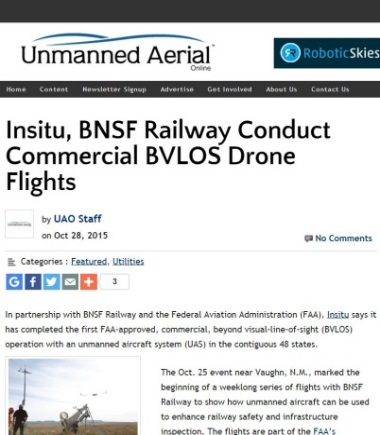 Unmanned Aerial
Online
RoboticSkies
Home Content Newsletter Signup Advertise Get Involved About Us Contact Us
Insitu, BNSF Railway Conduct
Commercial BVLOS Drone
Flights
by UAO Staff
on Oct 28, 2015
No Comments
Categories : Featured, Utilities
G f 3
In partnership with BNSF Railway and the Federal Aviation Administration (FAA), Insitu says it
has completed the first FAA-approved, commercial, beyond visual-line-of-sight (BVLOS)
operation with an unmanned aircraft system (UAS) in the contiguous 48 states.
The Oct. 25 event near Vaughn, N.M., marked the
beginning of a weeklong series of flights with BNSF
Railway to show how unmanned aircraft can be used
to enhance railway safety and infrastructure
inspection. The flights are part of the FAA's